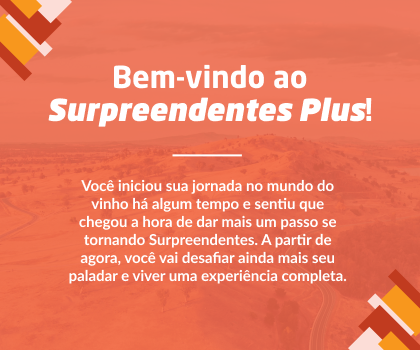 Bem-vindo ao
Surpreendentes Plus!
Você iniciou sua jornada no mundo do
vinho há algum tempo e sentiu que
chegou a hora de dar mais um passo se
tornando Surpreendentes. A partir de
agora, você vai desafiar ainda mais seu
paladar e viver uma experiência completa.